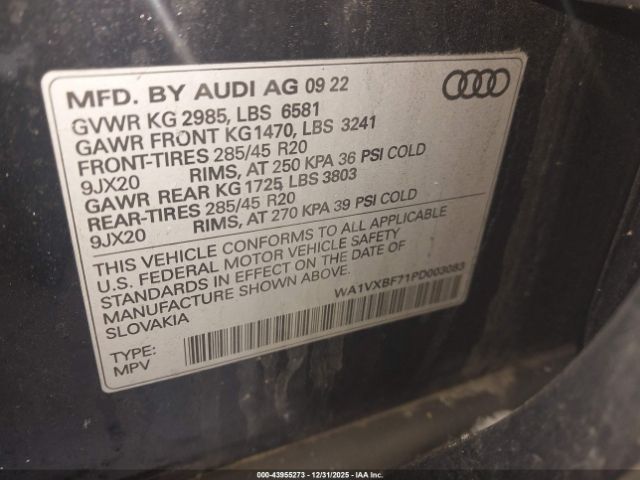 MFD. BY AUDI AG 09 22
GVWR KG 2985, LBS 6581
GAWR FRONT KG1470, LBS 3241
FRONT-TIRES 285/45 R20
9JX20 RIMS, AT 250 KPA 36 PSI COLD
GAWR REAR KG 1725 LBS 3803
REAR-TIRES 285/45 R20
9JX20 RIMS, AT 270 KPA 39 PSI COLD
THIS VEHICLE CONFORMS TO ALL APPLICABLE
U.S. FEDERAL MOTOR VEHICLE SAFETY
STANDARDS IN EFFECT ON THE DATE OF
MANUFACTURE SHOWN ABOVE.
SLOVAKIA
WA1VXBF71PD003083
TYPE:
MPV
000-43955273 - 12/31/2025 - IAAI Inc.